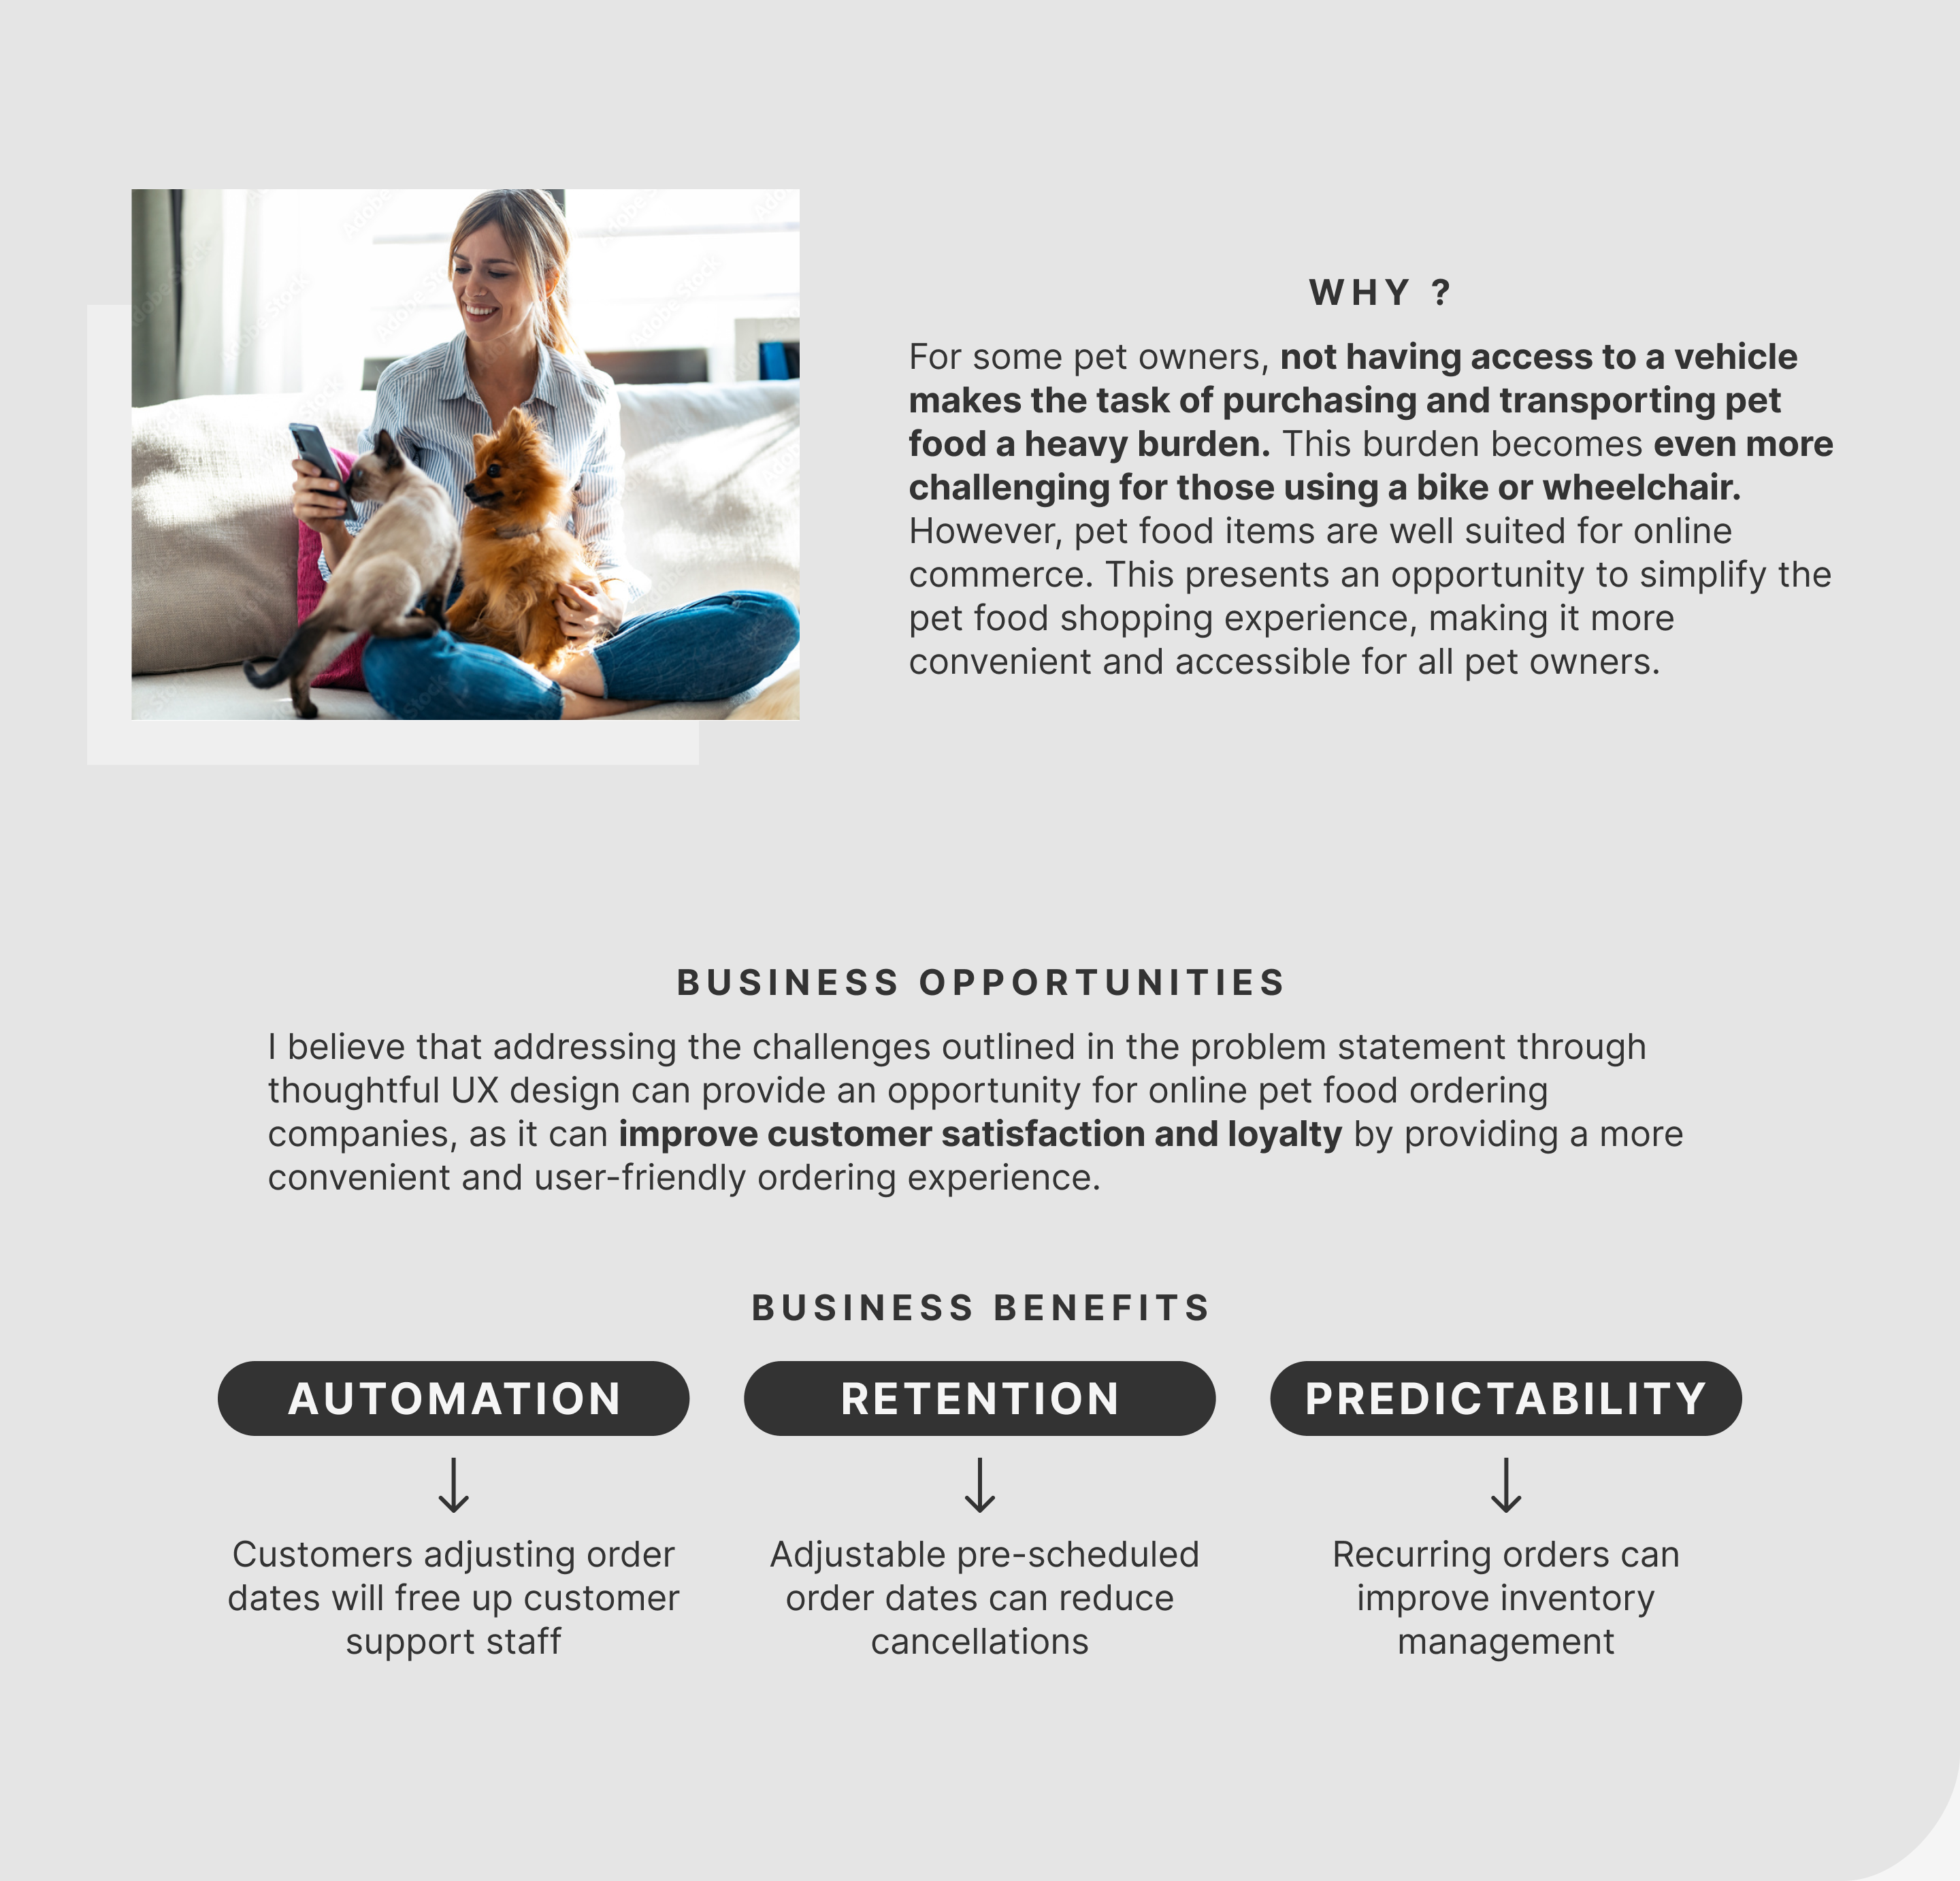 WHY ?
For some pet owners, not having access to a vehicle
makes the task of purchasing and transporting pet
food a heavy burden. This burden becomes even more
challenging for those using a bike or wheelchair.
However, pet food items are well suited for online
commerce. This presents an opportunity to simplify the
pet food shopping experience, making it more
convenient and accessible for all pet owners.
BUSINESS OPPORTUNITIES
I believe that addressing the challenges outlined in the problem statement through
thoughtful UX design can provide an opportunity for online pet food ordering
companies, as it can improve customer satisfaction and loyalty by providing a more
convenient and user-friendly ordering experience.
BUSINESS BENEFITS
AUTOMATION
Customers adjusting order
dates will free up customer
support staff
RETENTION
Adjustable pre-scheduled
order dates can reduce
cancellations
PREDICTABILITY
Recurring orders can
improve inventory
management